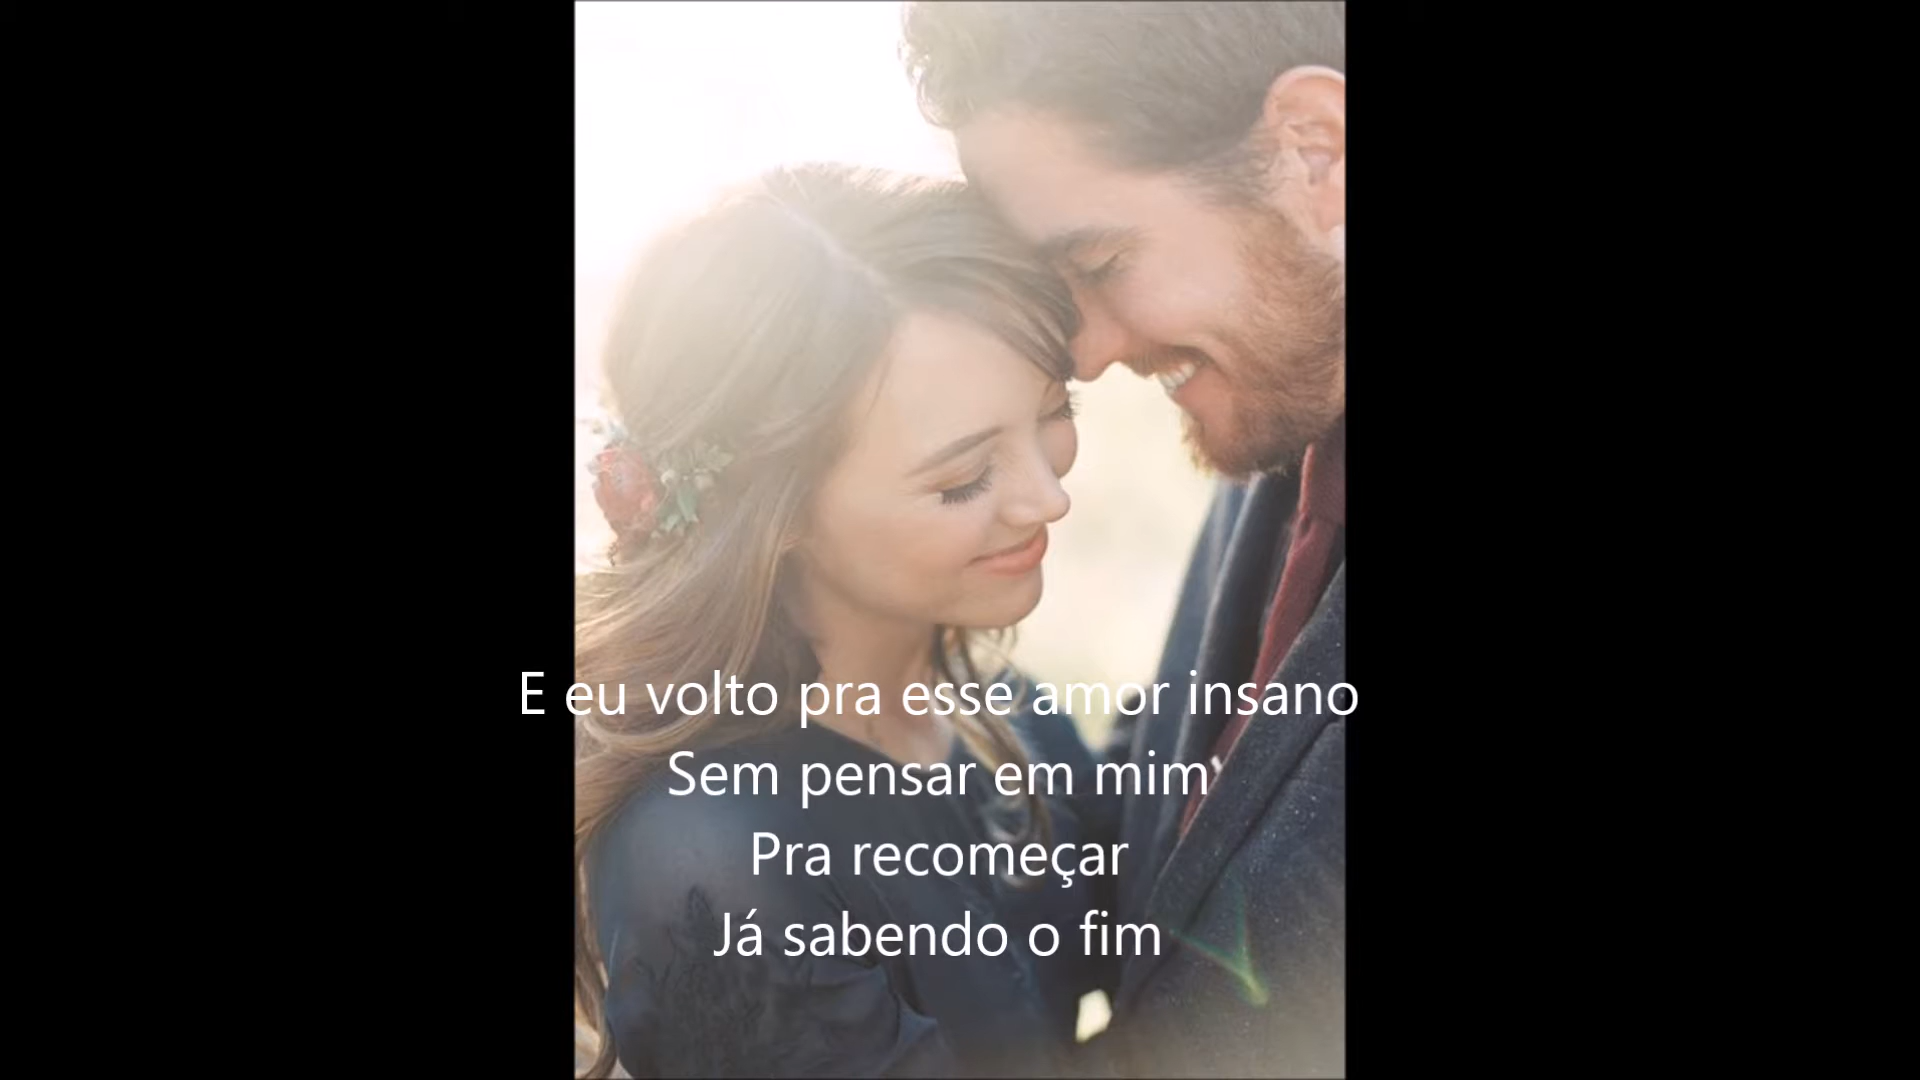 E eu volto pra esse amor insano
Sem pensar em mim
Pra recomeçar
Já sabendo o fim